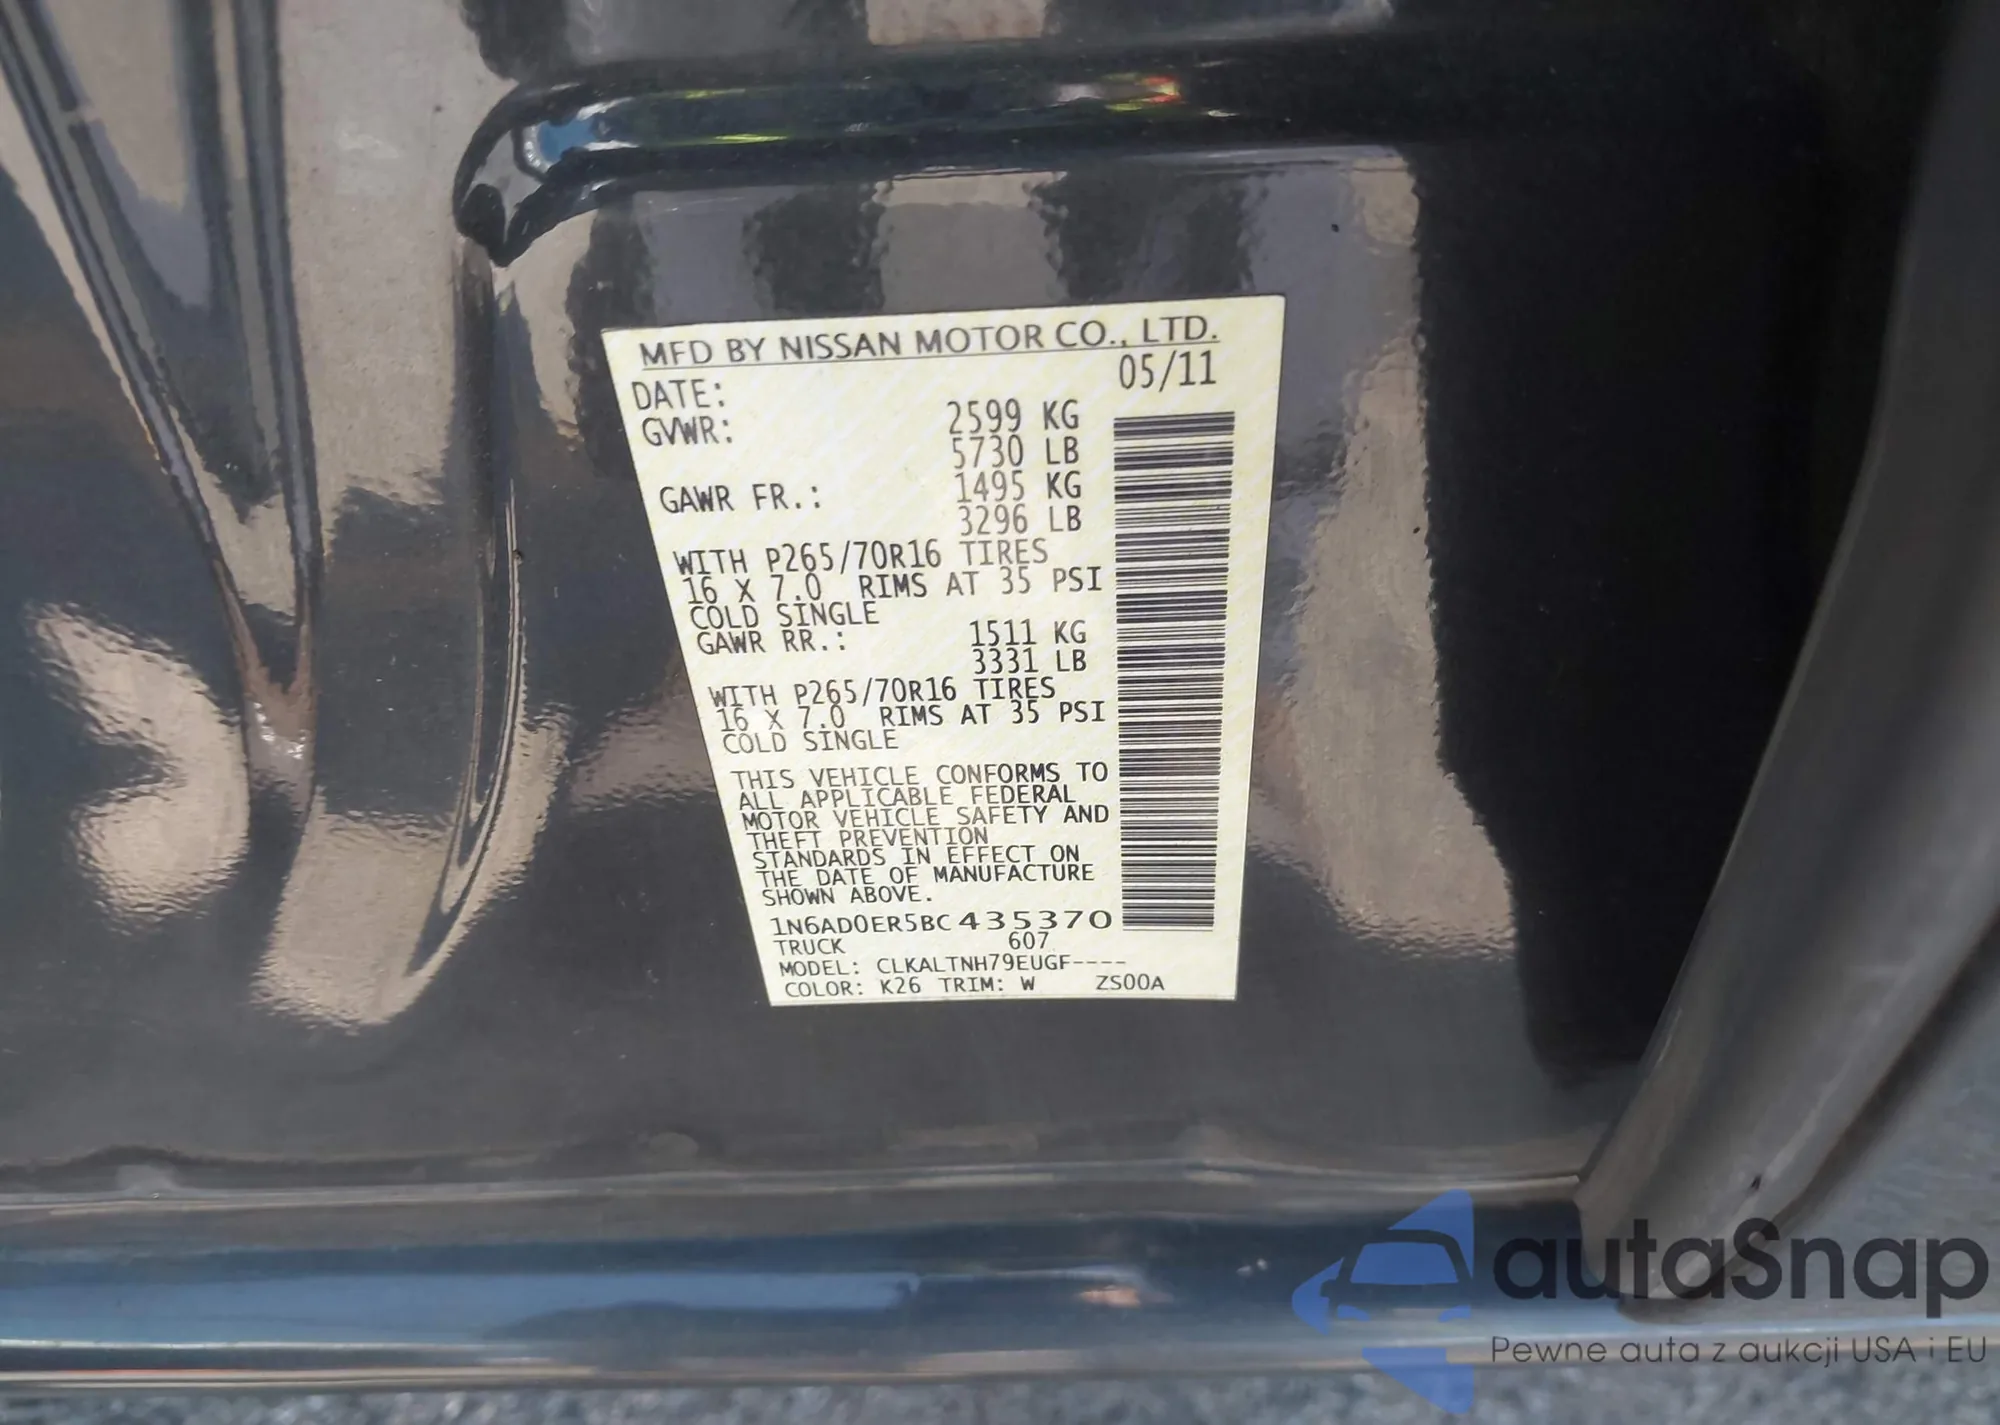 MFD BY NISSAN MOTOR CO., LTD.
DATE: 05/11
GVWR: 2599 KG
5730 LB
GAWR FR.: 1495 KG
3296 LB
WITH P265/70R16 TIRES
16 X 7.0 RIMS AT 35 PSI
COLD SINGLE
GAWR RR.: 1511 KG
3331 LB
WITH P265/70R16 TIRES
16 X 7.0 RIMS AT 35 PSI
COLD SINGLE
THIS VEHICLE CONFORMS TO
ALL APPLICABLE FEDERAL
MOTOR VEHICLE SAFETY AND
THEFT PREVENTION
STANDARDS IN EFFECT ON
THE DATE OF MANUFACTURE
SHOWN ABOVE.
1N6AD0ER5BC435370
TRUCK 607
MODEL: CLKALTNH79EUGF----
COLOR: K26 TRIM: W ZS00A
autaSnap
Pewne auta z aukcji USA i EU